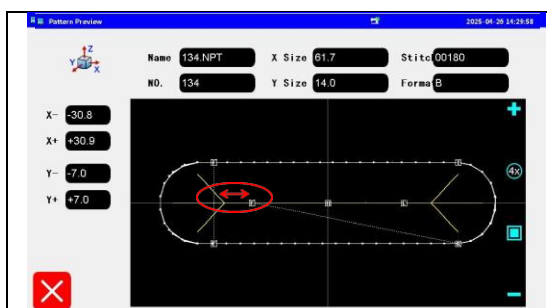 Pattern Preview 2025-04-26 14:29:58
Z
Y X
Name 134.NPT X Size 61.7 Stitch 00180
NO. 134 Y Size 14.0 Format B
X- -30.8
X+ +30.9
Y- -7.0
Y+ +7.0
4x